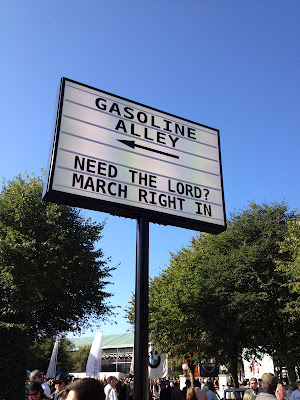 GASOLINE
ALLEY
NEED THE LORD?
MARCH RIGHT IN